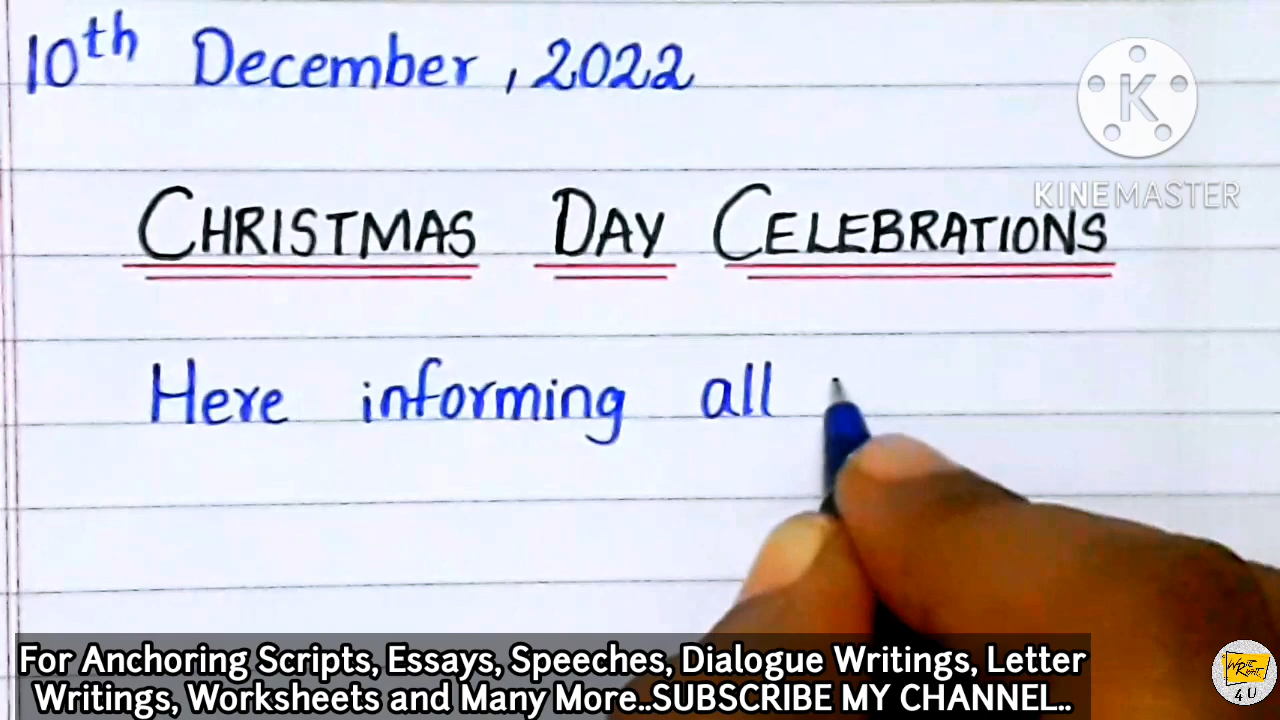 10th December, 2022
K
KINEMASTER
CHRISTMAS DAY CELEBRATIONS
Here informing all
For Anchoring Scripts, Essays, Speeches, Dialogue Writings, Letter
Writings, Worksheets and Many More..SUBSCRIBE MY CHANNEL..
4 U